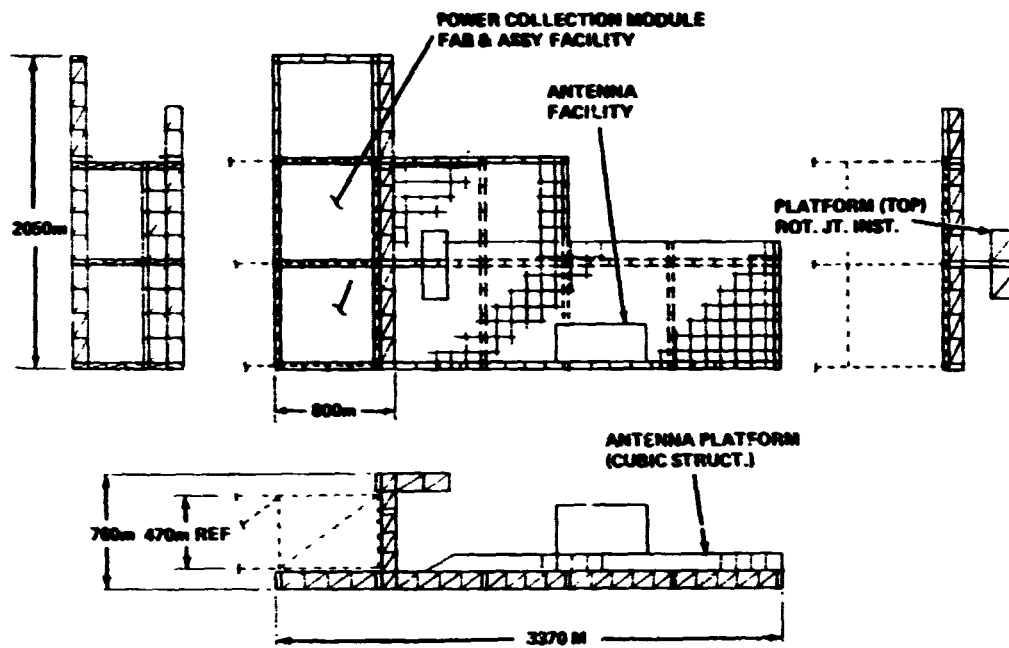 POWER COLLECTION MODULE
FAB & ASSY FACILITY
ANTENNA
FACILITY
2050m
PLATFORM (TOP)
ROT. JT. INST.
800m
ANTENNA PLATFORM
(CUBIC STRUCT.)
760m 470m REF
3370 M